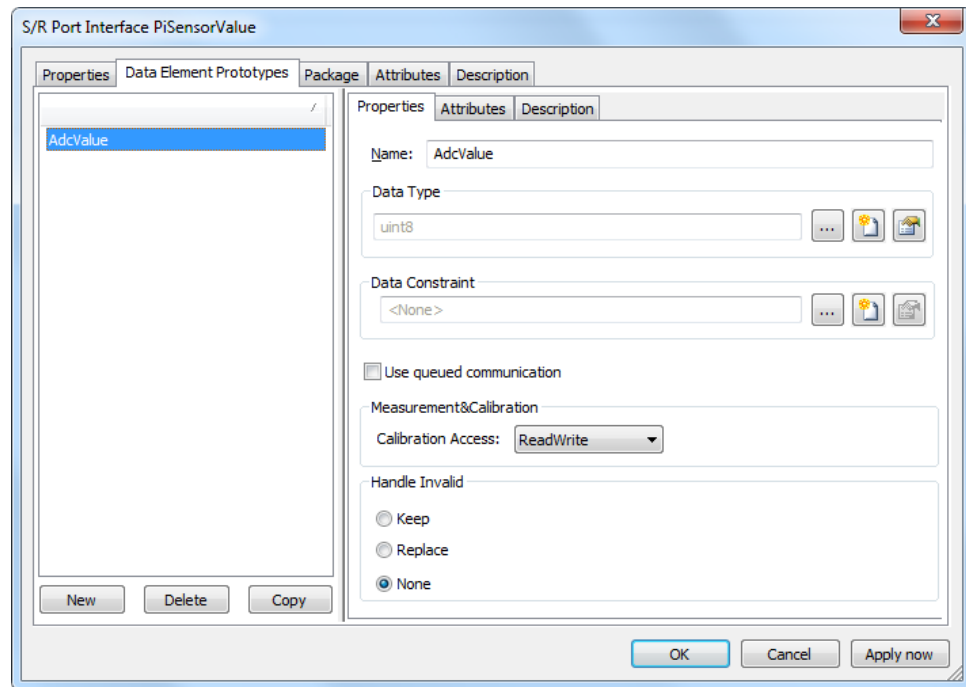 S/R Port Interface PiSensorValue
Properties Data Element Prototypes Package Attributes Description
AdcValue
New Delete Copy
Properties Attributes Description
Name: AdcValue
Data Type
uint8 ...
Data Constraint
<None> ...
Use queued communication
Measurement&Calibration
Calibration Access: ReadWrite
Handle Invalid
Keep
Replace
None
OK Cancel Apply now